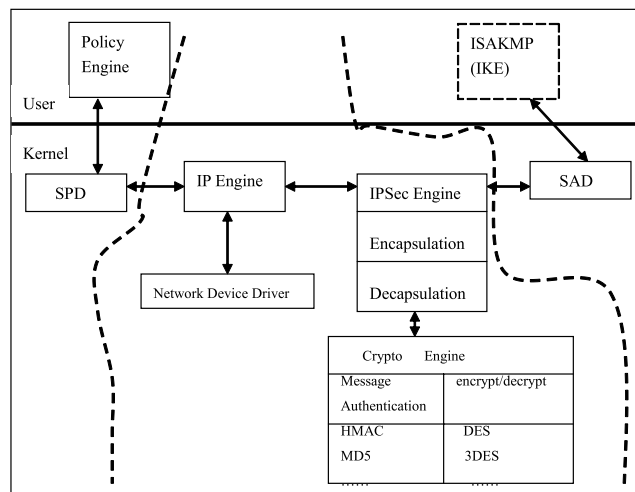 Policy
Engine
ISAKMP
(IKE)
User
Kernel
SPD
IP Engine
IPSec Engine
SAD
Encapsulation
Network Device Driver
Decapsulation
Crypto Engine
Message
Authentication
encrypt/decrypt
HMAC
DES
MD5
3DES
......
......